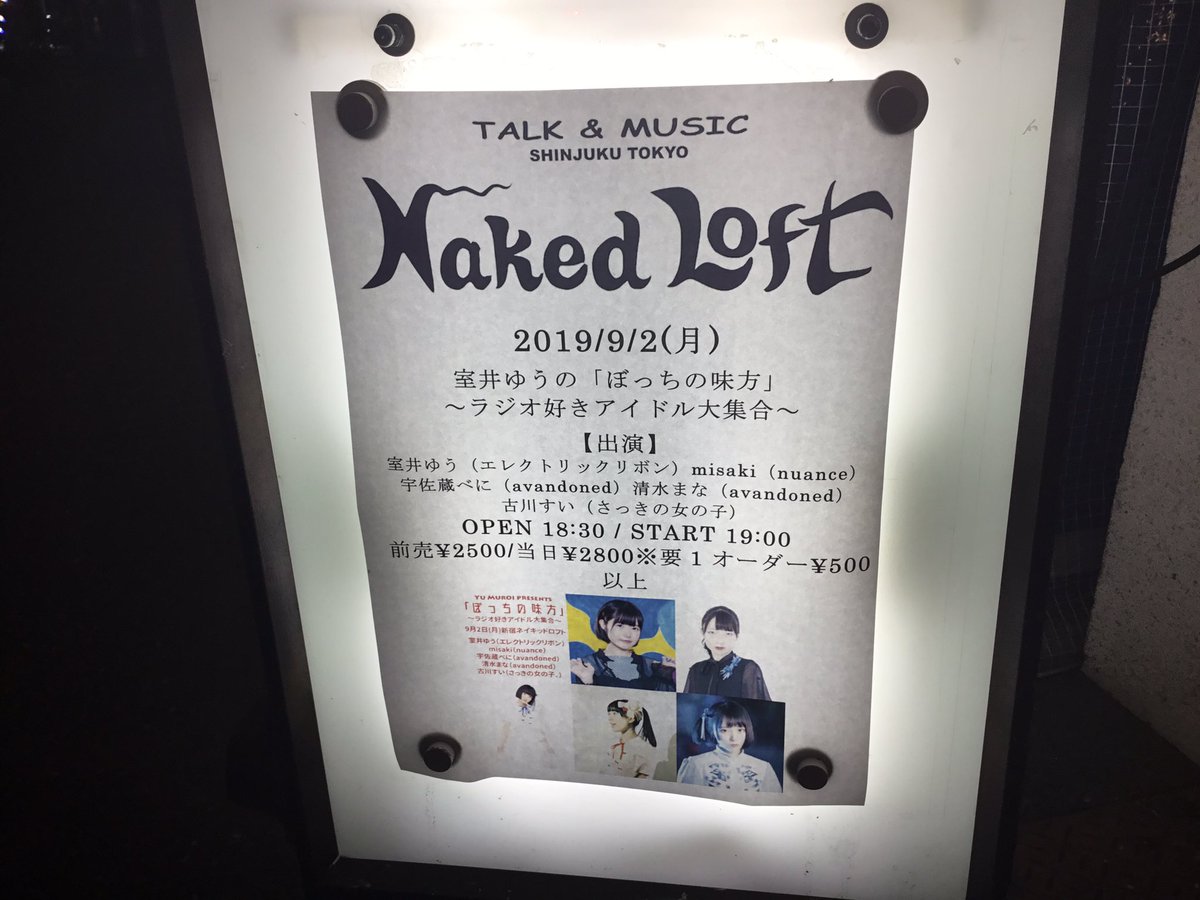 TALK & MUSIC
SHINJUKU TOKYO
Naked Loft
2019/9/2(月)
室井ゆうの「ぼっちの味方」
～ラジオ好きアイドル大集合～
【出演】
室井ゆう（エレクトリックリボン）misaki（nuance）
宇佐蔵べに（avandoned）清水まな（avandoned）
古川すい（さっきの女の子）
OPEN 18:30 / START 19:00
前売¥2500/当日¥2800※要１オーダー¥500
以上
YU MUROI PRESENTS
「ぼっちの味方」
～ラジオ好きアイドル大集合～
9月2日(月)新宿ネイキッドロフト
室井ゆう(エレクトリックリボン)
misaki(nuance)
宇佐蔵べに(avandoned)
清水まな(avandoned)
古川すい(さっきの女の子、)